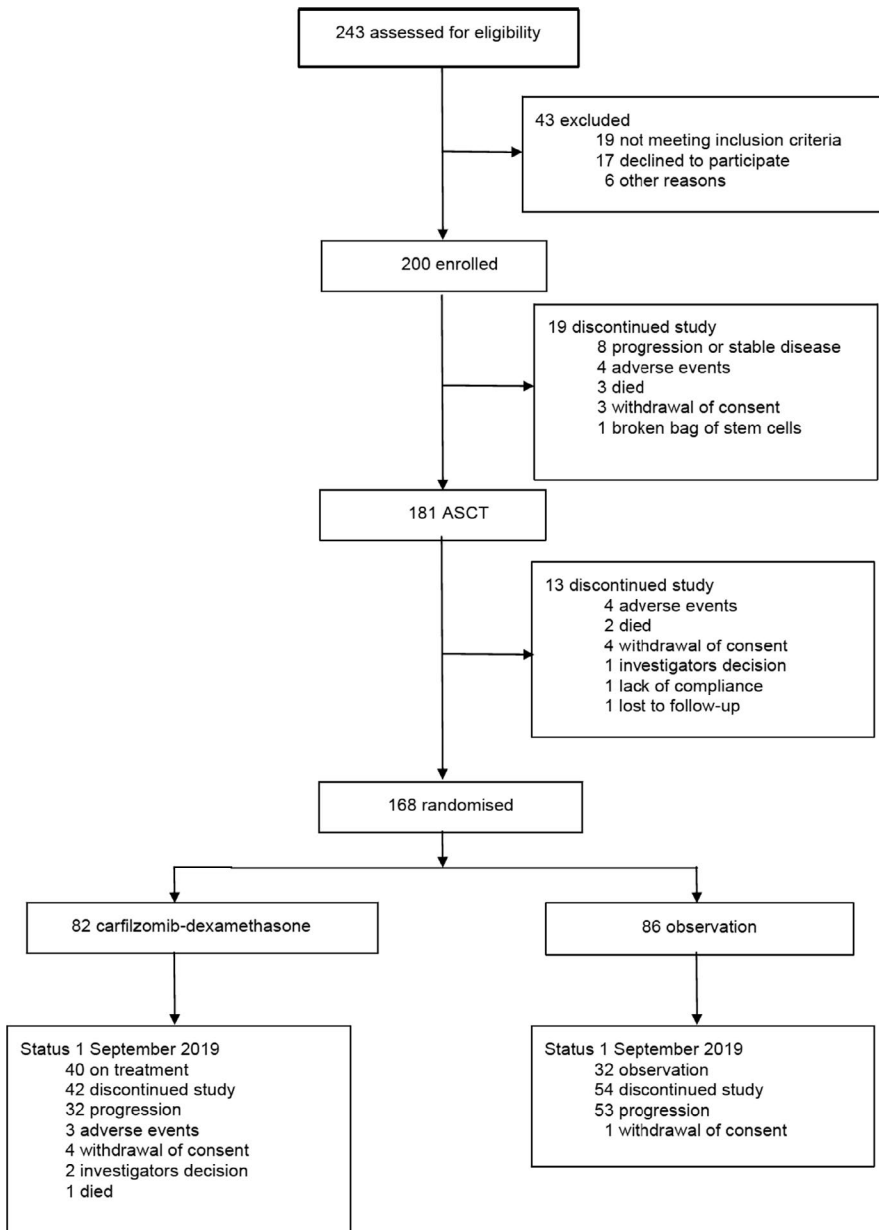 243 assessed for eligibility
43 excluded
19 not meeting inclusion criteria
17 declined to participate
6 other reasons
200 enrolled
19 discontinued study
8 progression or stable disease
4 adverse events
3 died
3 withdrawal of consent
1 broken bag of stem cells
181 ASCT
13 discontinued study
4 adverse events
2 died
4 withdrawal of consent
1 investigators decision
1 lack of compliance
1 lost to follow-up
168 randomised
82 carfilzomib-dexamethasone
86 observation
Status 1 September 2019
40 on treatment
42 discontinued study
32 progression
3 adverse events
4 withdrawal of consent
2 investigators decision
1 died
Status 1 September 2019
32 observation
54 discontinued study
53 progression
1 withdrawal of consent